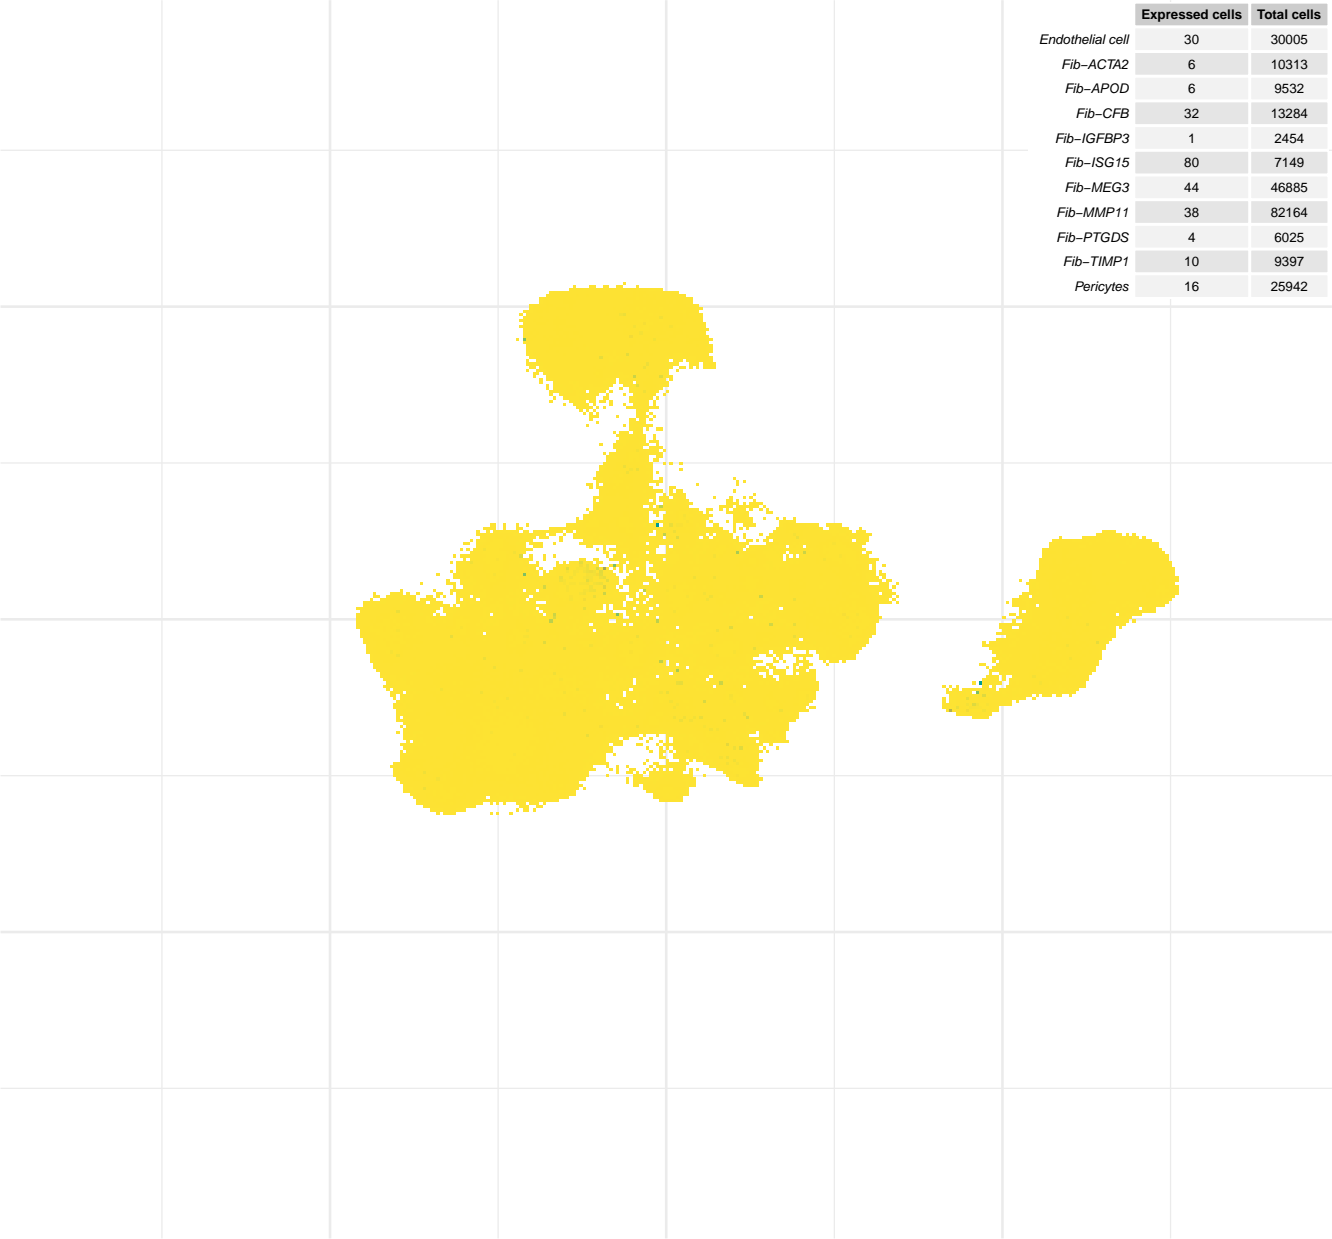 Expressed cells Total cells
Endothelial cell 30 30005
Fib−ACTA2 6 10313
Fib−APOD 6 9532
Fib−CFB 32 13284
Fib−IGFBP3 1 2454
Fib−ISG15 80 7149
Fib−MEG3 44 46885
Fib−MMP11 38 82164
Fib−PTGDS 4 6025
Fib−TIMP1 10 9397
Pericytes 16 25942